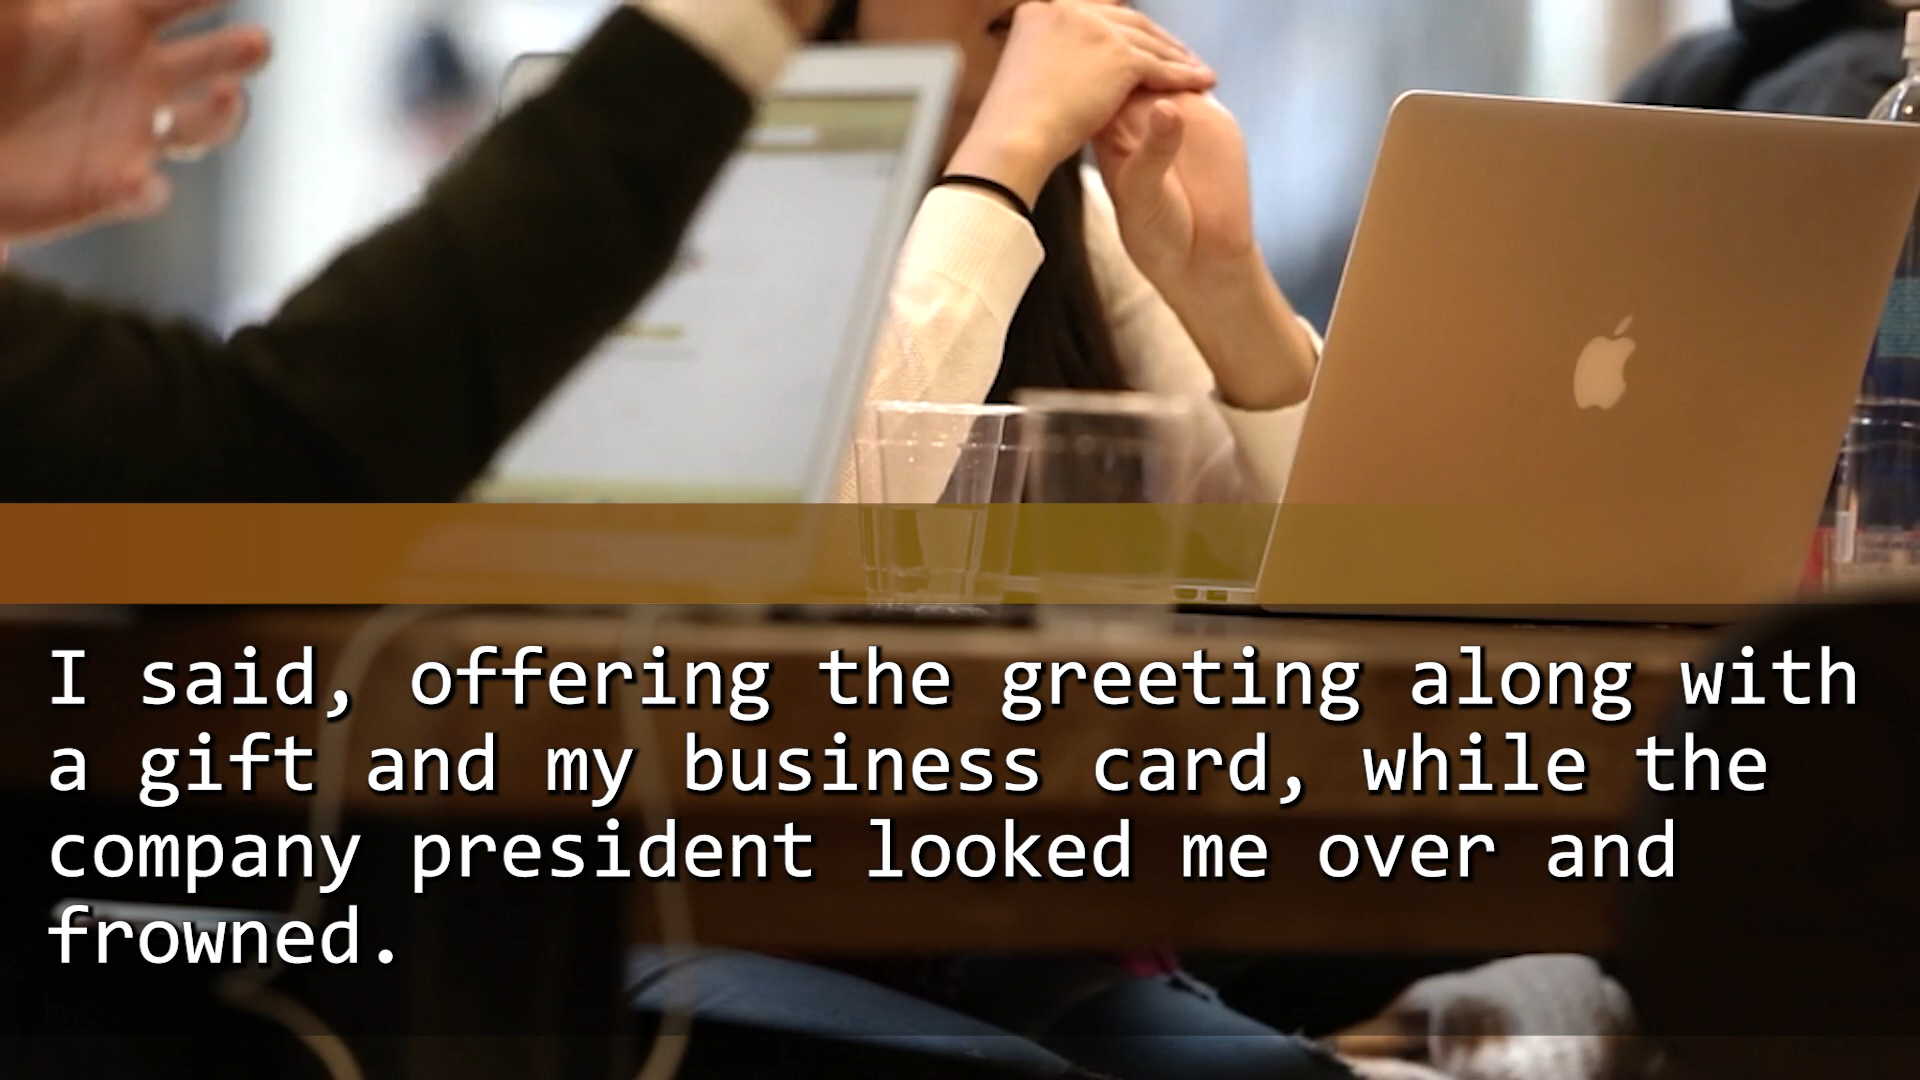 I said, offering the greeting along with
a gift and my business card, while the
company president looked me over and
frowned.